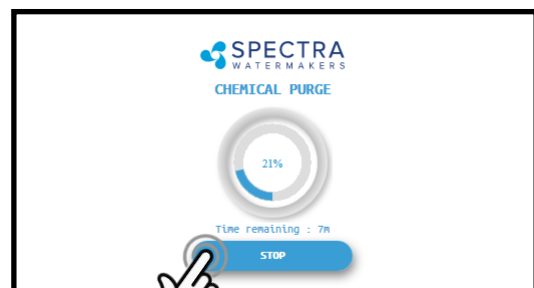 SPECTRA
WATERMAKERS
CHEMICAL PURGE
21%
Time remaining : 7m
STOP